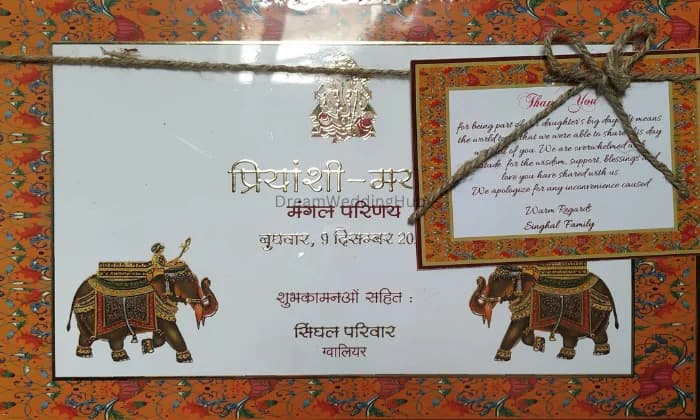 प्रियांशी-
मंगल परिणय
बुधवार, 9 दिसम्बर 20
शुभकामनाओं सहित :
सिंघल परिवार
ग्वालियर
DreamWeddingHub
Thank You
for being part of our daughter's big day. It means
the world to us that we were able to share this day
with all of you. We are overwhelmed with
gratitude for the wisdom, support, blessings &
love you have shared with us.
We apologize for any inconvenience caused
Warm Regards
Singhal Family